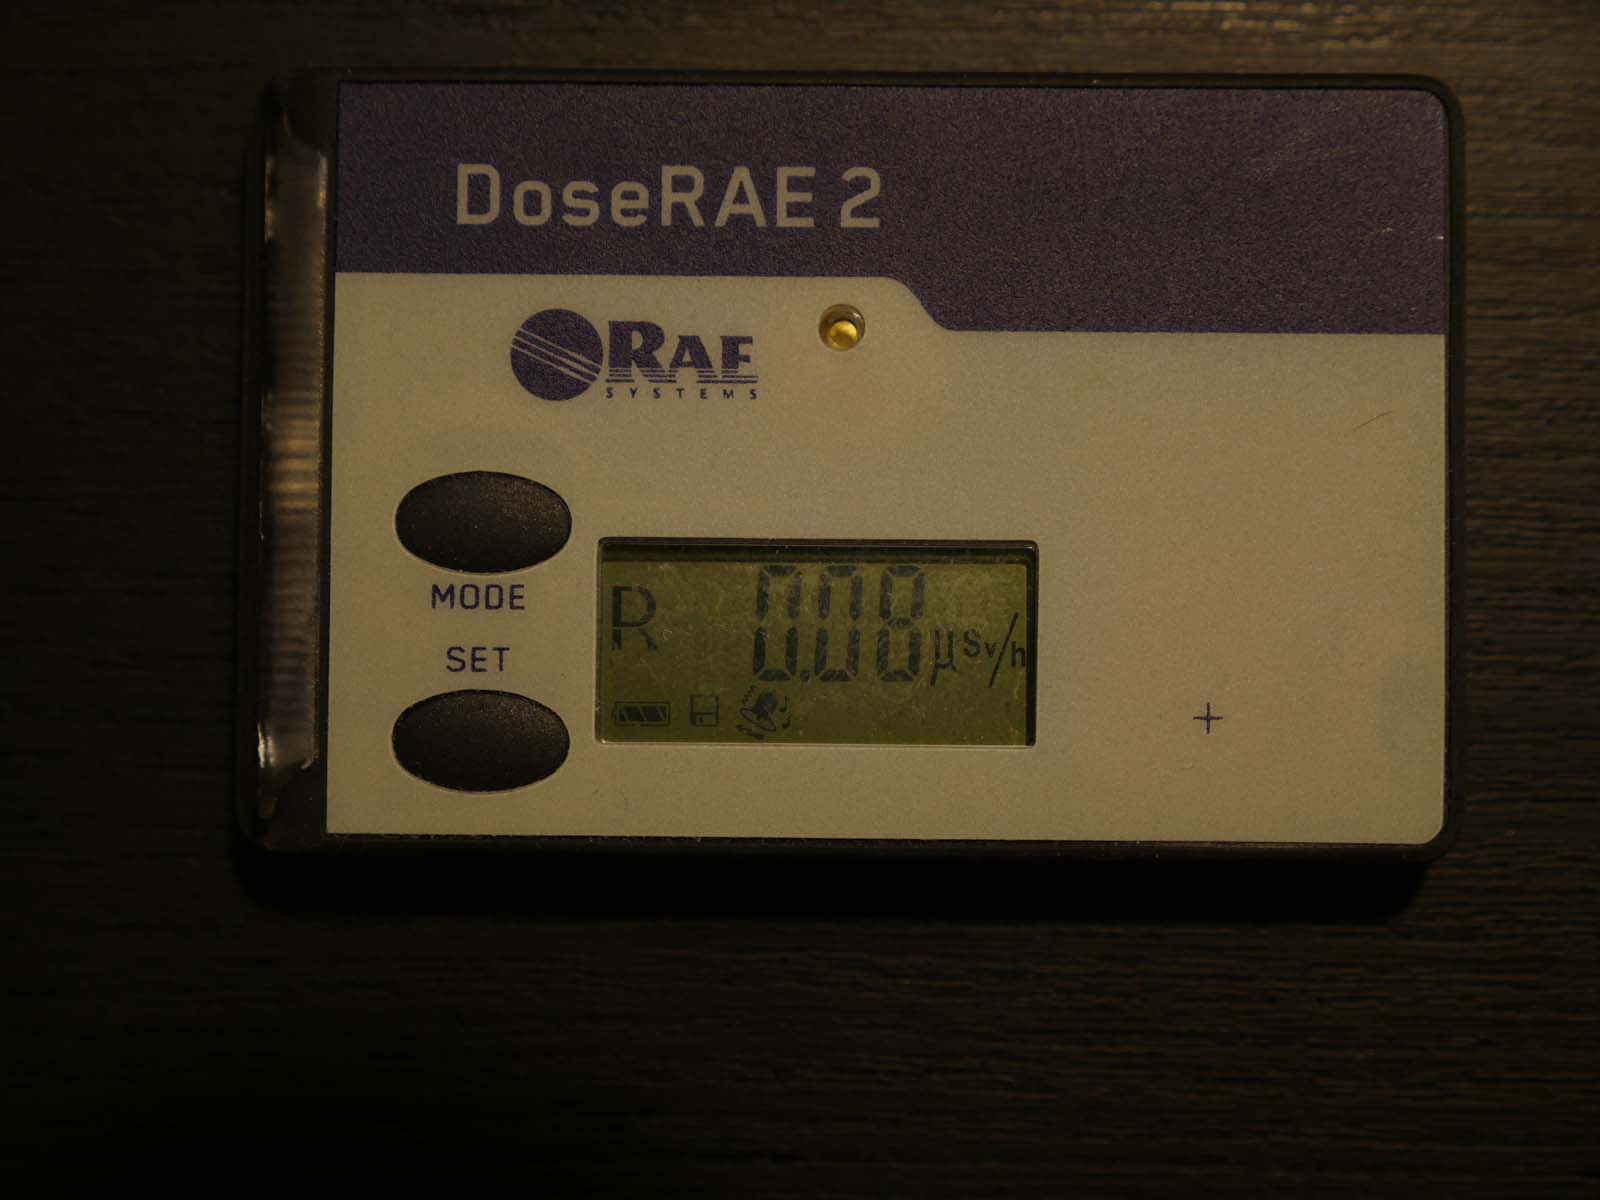 DoseRAE 2
RAE
SYSTEMS
MODE
SET
R 0.08 µSv/h
+